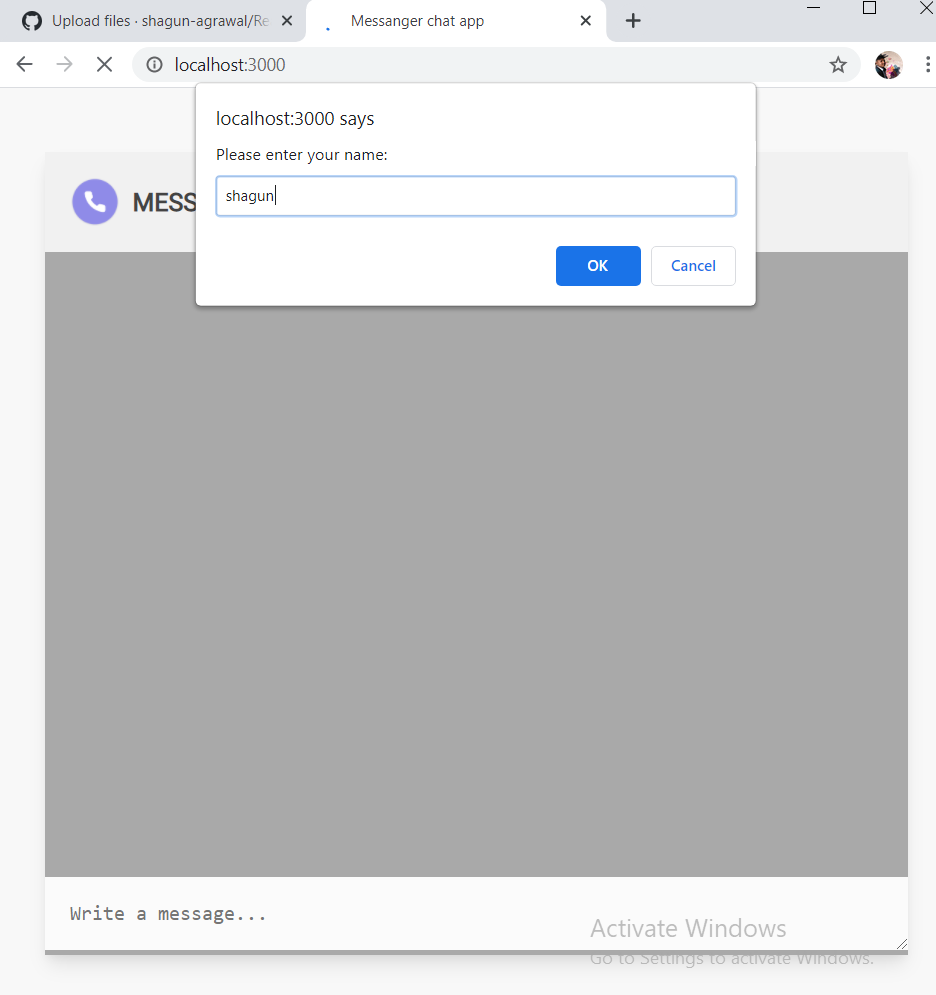 Upload files · shagun-agrawal/Re
Messanger chat app
localhost:3000
localhost:3000 says
Please enter your name:
MESS
shagun
OK
Cancel
Write a message...
Activate Windows
Go to Settings to activate Windows.